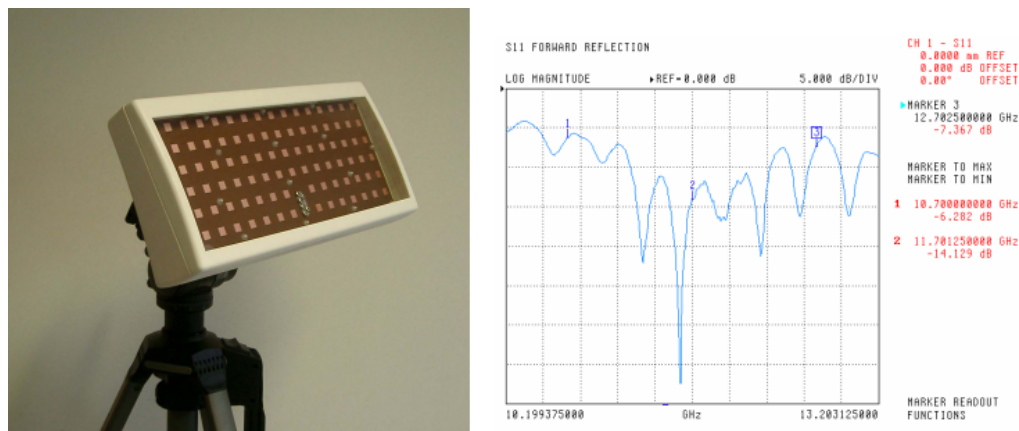 S11 FORWARD REFLECTION
LOG MAGNITUDE ▶REF=0.000 dB 5.000 dB/DIV
1
2
3
10.199375000 GHz 13.203125000
CH 1 - S11
0.0000 mm REF
0.000 dB OFFSET
0.00° OFFSET
▶MARKER 3
12.702500000 GHz
-7.367 dB
MARKER TO MAX
MARKER TO MIN
1 10.700000000 GHz
-6.282 dB
2 11.701250000 GHz
-14.129 dB
MARKER READOUT
FUNCTIONS